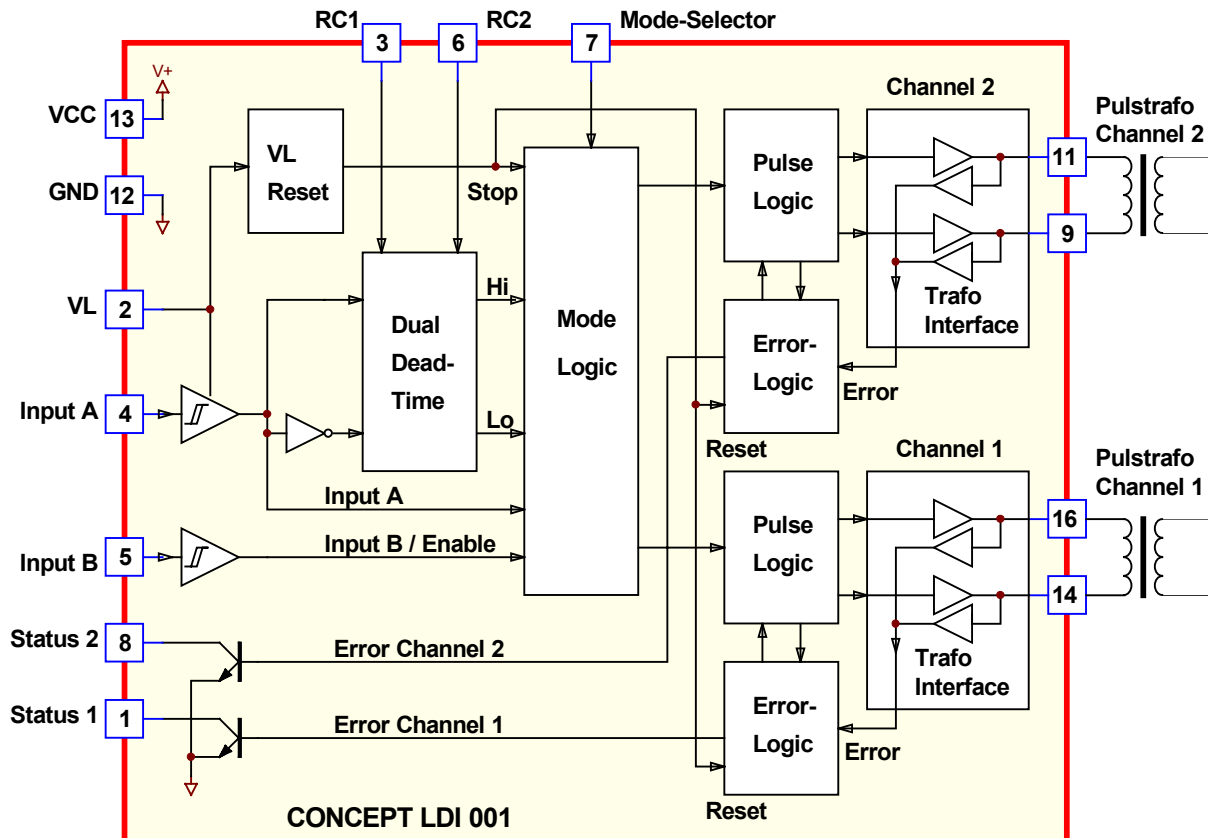 RC1
RC2
Mode-Selector
3
6
7
V+
VCC
13
GND
12
VL
2
Input A
4
Input B
5
Status 2
8
Status 1
1
VL
Reset
Stop
Dual
Dead-
Time
Hi
Lo
Input A
Input B / Enable
Mode
Logic
Error Channel 2
Error Channel 1
Channel 2
Pulse
Logic
Error-
Logic
Error
Reset
Trafo
Interface
11
9
Pulstrafo
Channel 2
Channel 1
Pulse
Logic
Error-
Logic
Error
Reset
Trafo
Interface
16
14
Pulstrafo
Channel 1
CONCEPT LDI 001